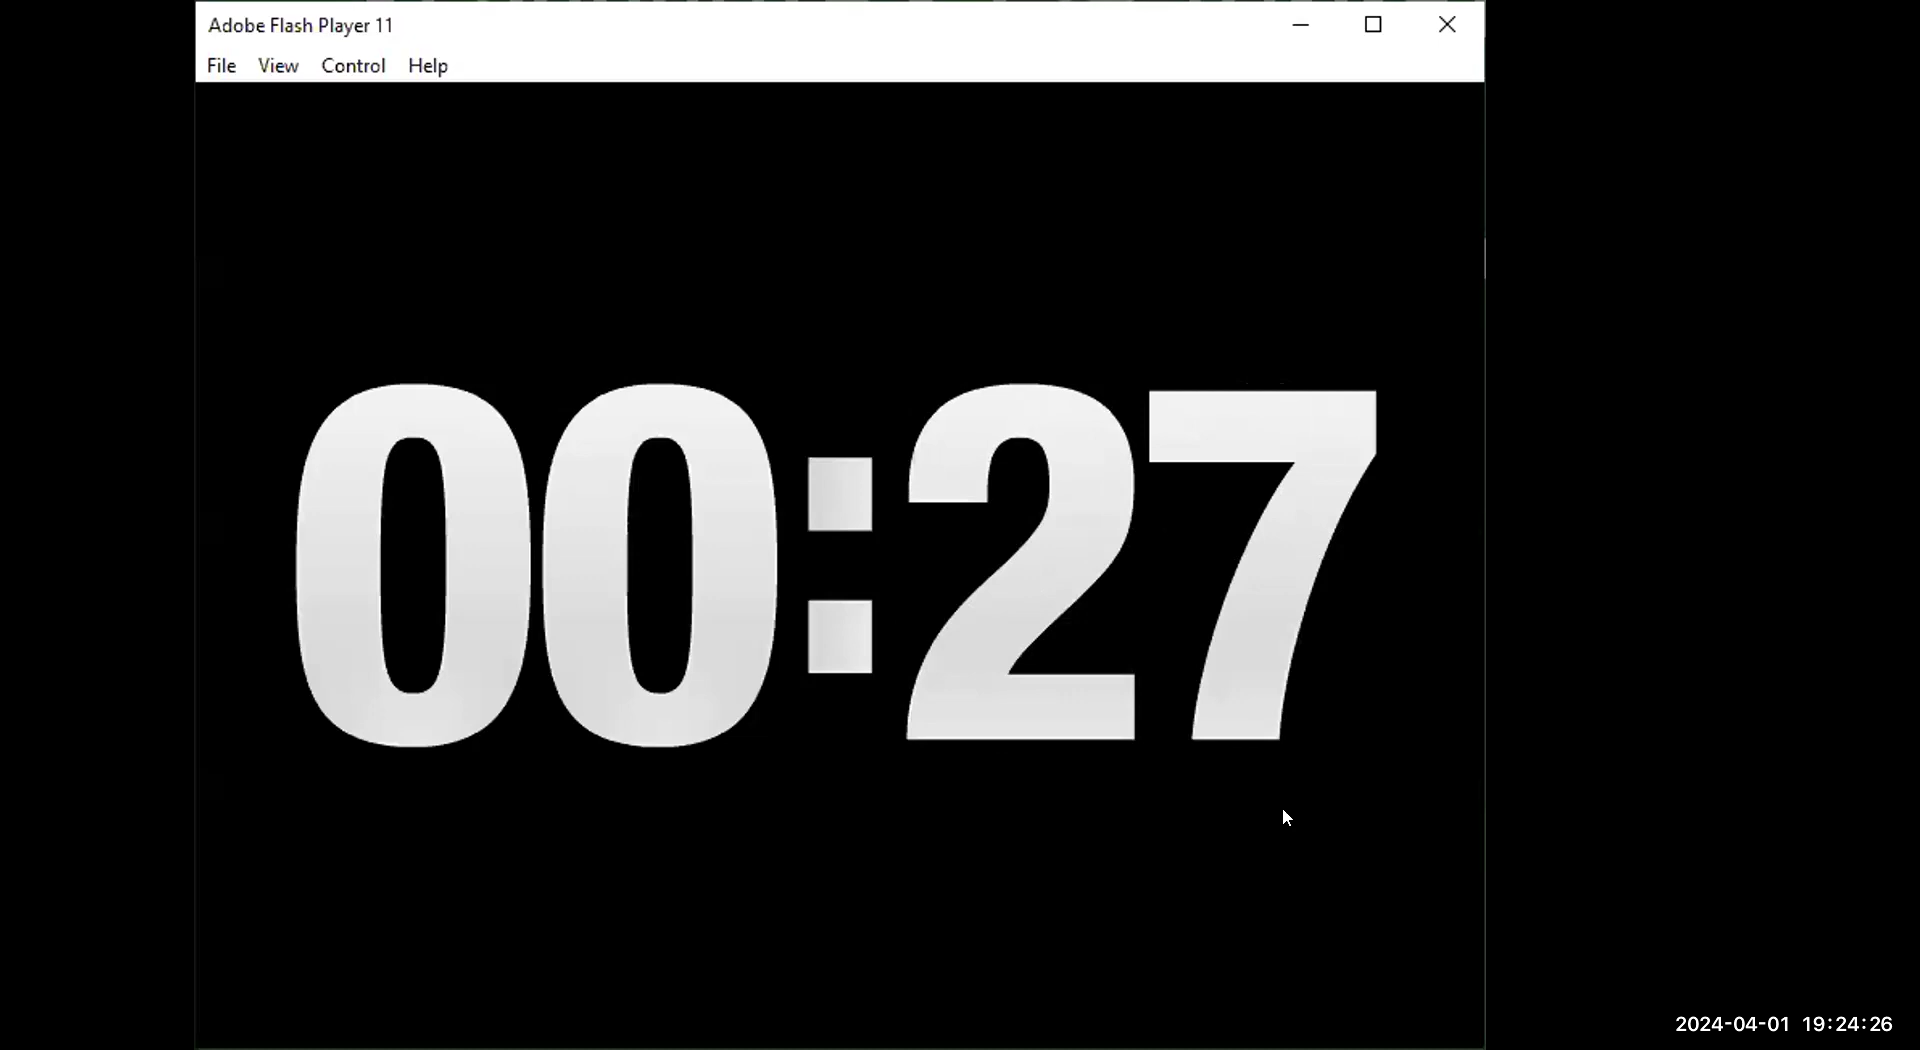 Adobe Flash Player 11
File View Control Help
00:27
2024-04-01 19:24:26